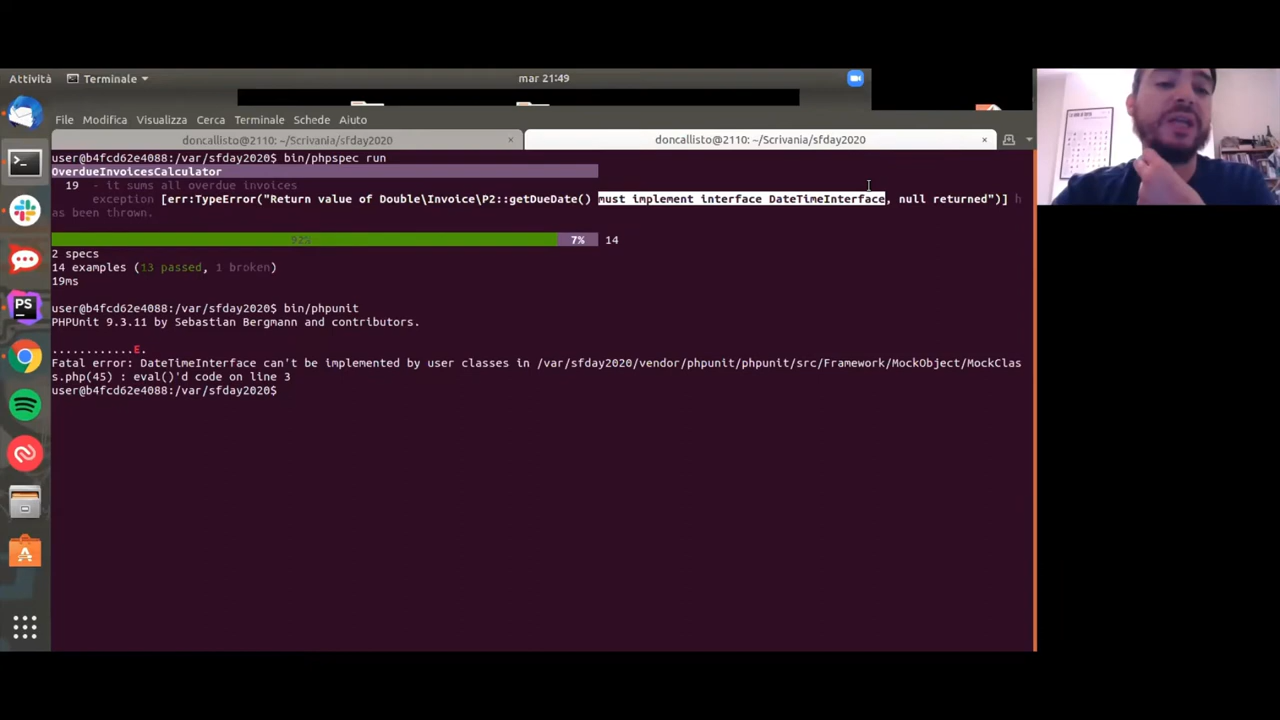 Attività
Terminale
mar 21:49
File Modifica Visualizza Cerca Terminale Schede Aiuto
doncallisto@2110: ~/Scrivania/sfday2020 × doncallisto@2110: ~/Scrivania/sfday2020 ×
user@b4fcd62e4088:/var/sfday2020$ bin/phpspec run
OverdueInvoicesCalculator
19 - it sums all overdue invoices
exception [err:TypeError("Return value of Double\Invoice\P2::getDueDate() must implement interface DateTimeInterface, null returned")] h
as been thrown.
92% 7% 14
2 specs
14 examples (13 passed, 1 broken)
19ms
user@b4fcd62e4088:/var/sfday2020$ bin/phpunit
PHPUnit 9.3.11 by Sebastian Bergmann and contributors.
............E.
Fatal error: DateTimeInterface can't be implemented by user classes in /var/sfday2020/vendor/phpunit/phpunit/src/Framework/MockObject/MockClas
s.php(45) : eval()'d code on line 3
user@b4fcd62e4088:/var/sfday2020$
PS